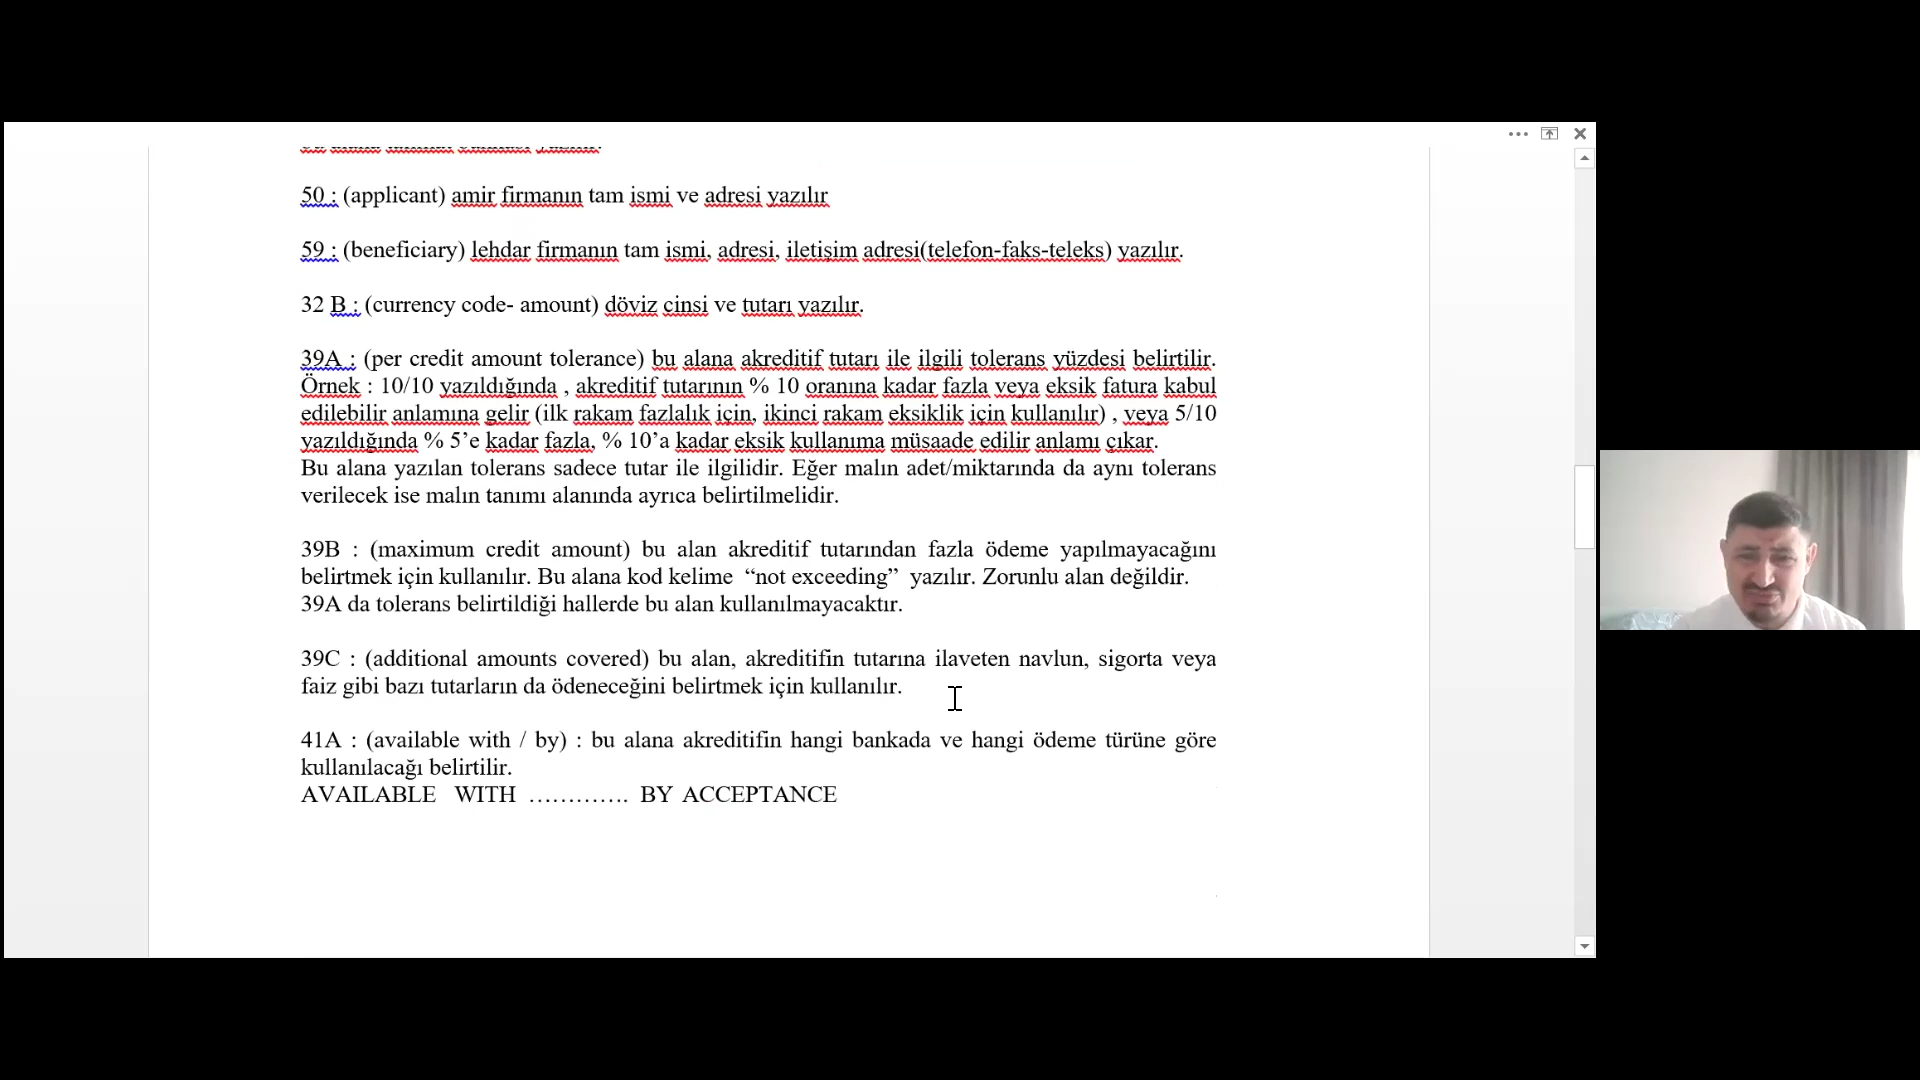 50 : (applicant) amir firmanın tam ismi ve adresi yazılır
59 : (beneficiary) lehdar firmanın tam ismi, adresi, iletişim adresi(telefon-faks-teleks) yazılır.
32 B : (currency code- amount) döviz cinsi ve tutarı yazılır.
39A : (per credit amount tolerance) bu alana akreditif tutarı ile ilgili tolerans yüzdesi belirtilir.
Örnek : 10/10 yazıldığında , akreditif tutarının % 10 oranına kadar fazla veya eksik fatura kabul
edilebilir anlamına gelir (ilk rakam fazlalık için, ikinci rakam eksiklik için kullanılır) , veya 5/10
yazıldığında % 5’e kadar fazla, % 10’a kadar eksik kullanıma müsaade edilir anlamı çıkar.
Bu alana yazılan tolerans sadece tutar ile ilgilidir. Eğer malın adet/miktarında da aynı tolerans
verilecek ise malın tanımı alanında ayrıca belirtilmelidir.
39B : (maximum credit amount) bu alan akreditif tutarından fazla ödeme yapılmayacağını
belirtmek için kullanılır. Bu alana kod kelime “not exceeding” yazılır. Zorunlu alan değildir.
39A da tolerans belirtildiği hallerde bu alan kullanılmayacaktır.
39C : (additional amounts covered) bu alan, akreditifin tutarına ilaveten navlun, sigorta veya
faiz gibi bazı tutarların da ödeneceğini belirtmek için kullanılır.
41A : (available with / by) : bu alana akreditifin hangi bankada ve hangi ödeme türüne göre
kullanılacağı belirtilir.
AVAILABLE WITH …………. BY ACCEPTANCE